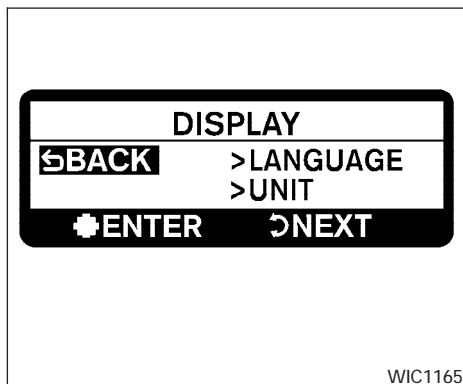 DISPLAY
BACK >LANGUAGE
>UNIT
ENTER NEXT
WIC1165